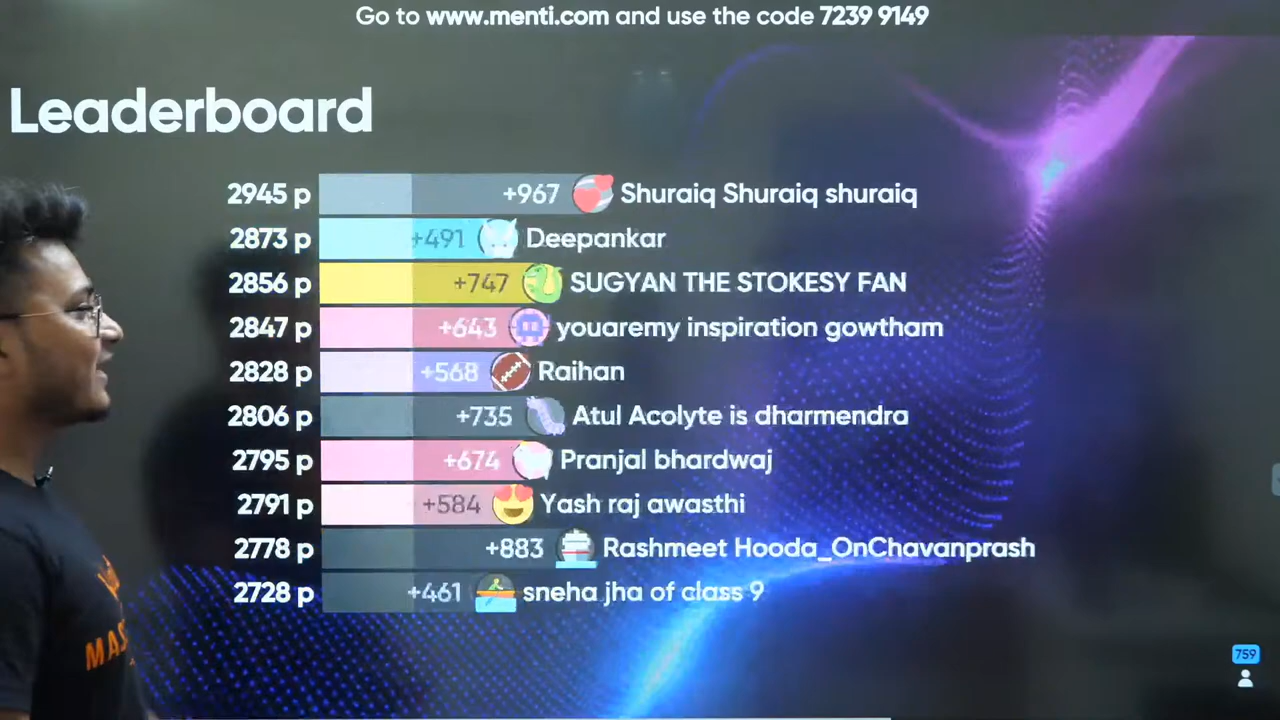 Go to www.menti.com and use the code 7239 9149
Leaderboard
2945 p +967 Shuraiq Shuraiq shuraiq
2873 p +491 Deepankar
2856 p +747 SUGYAN THE STOKESY FAN
2847 p +643 youaremy inspiration gowtham
2828 p +568 Raihan
2806 p +735 Atul Acolyte is dharmendra
2795 p +674 Pranjal bhardwaj
2791 p +584 Yash raj awasthi
2778 p +883 Rashmeet Hooda_OnChavanprash
2728 p +461 sneha jha of class 9
MAS
759